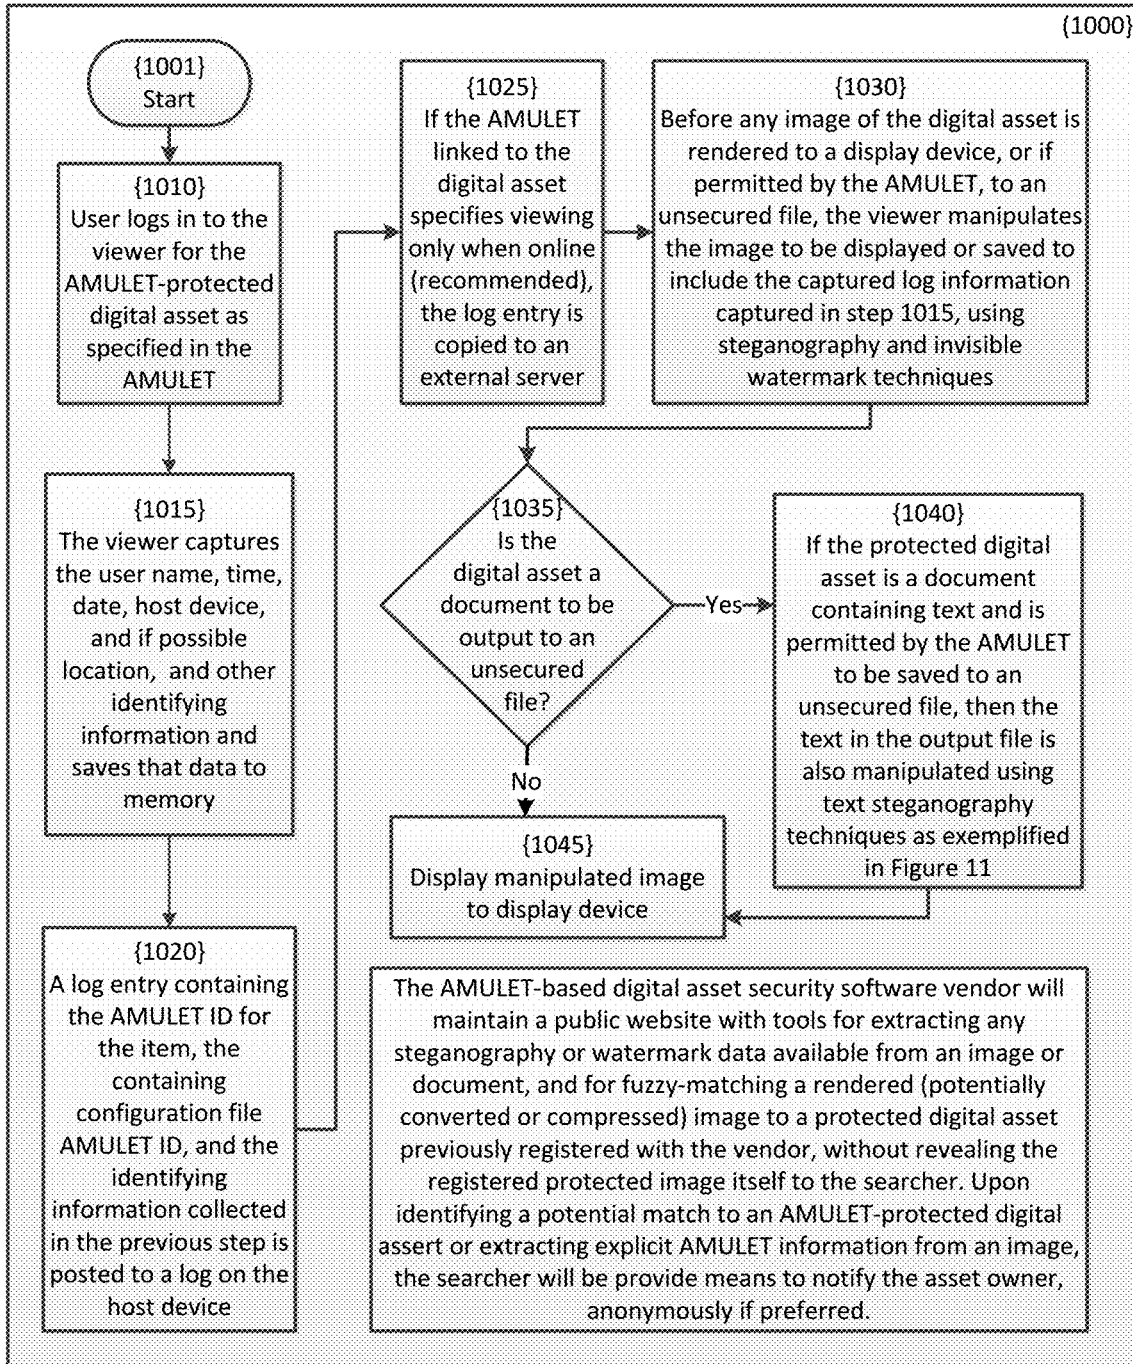 {1000}
{1001}
Start
{1010}
User logs in to the
viewer for the
AMULET-protected
digital asset as
specified in the
AMULET
{1015}
The viewer captures
the user name, time,
date, host device,
and if possible
location, and other
identifying
information and
saves that data to
memory
{1020}
A log entry containing
the AMULET ID for
the item, the
containing
configuration file
AMULET ID, and the
identifying
information collected
in the previous step is
posted to a log on the
host device
{1025}
If the AMULET
linked to the
digital asset
specifies viewing
only when online
(recommended),
the log entry is
copied to an
external server
{1030}
Before any image of the digital asset is
rendered to a display device, or if
permitted by the AMULET, to an
unsecured file, the viewer manipulates
the image to be displayed or saved to
include the captured log information
captured in step 1015, using
steganography and invisible
watermark techniques
{1035}
Is the
digital asset a
document to be
output to an
unsecured
file?
Yes
No
{1040}
If the protected digital
asset is a document
containing text and is
permitted by the AMULET
to be saved to an
unsecured file, then the
text in the output file is
also manipulated using
text steganography
techniques as exemplified
in Figure 11
{1045}
Display manipulated image
to display device
The AMULET-based digital asset security software vendor will
maintain a public website with tools for extracting any
steganography or watermark data available from an image or
document, and for fuzzy-matching a rendered (potentially
converted or compressed) image to a protected digital asset
previously registered with the vendor, without revealing the
registered protected image itself to the searcher. Upon
identifying a potential match to an AMULET-protected digital
assert or extracting explicit AMULET information from an image,
the searcher will be provide means to notify the asset owner,
anonymously if preferred.